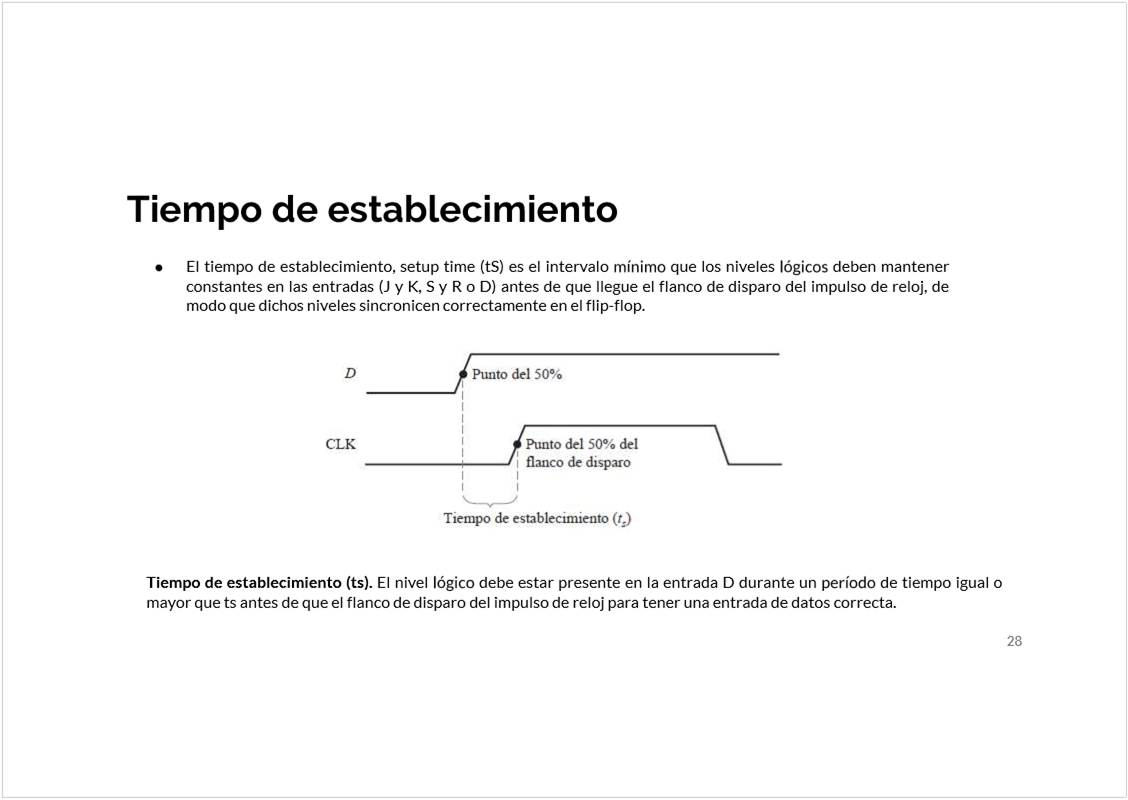 Tiempo de establecimiento
● El tiempo de establecimiento, setup time (tS) es el intervalo mínimo que los niveles lógicos deben mantener
constantes en las entradas (J y K, S y R o D) antes de que llegue el flanco de disparo del impulso de reloj, de
modo que dichos niveles sincronicen correctamente en el flip-flop.
D
Punto del 50%
CLK
Punto del 50% del
flanco de disparo
Tiempo de establecimiento (ts)
Tiempo de establecimiento (ts). El nivel lógico debe estar presente en la entrada D durante un período de tiempo igual o
mayor que ts antes de que el flanco de disparo del impulso de reloj para tener una entrada de datos correcta.
28